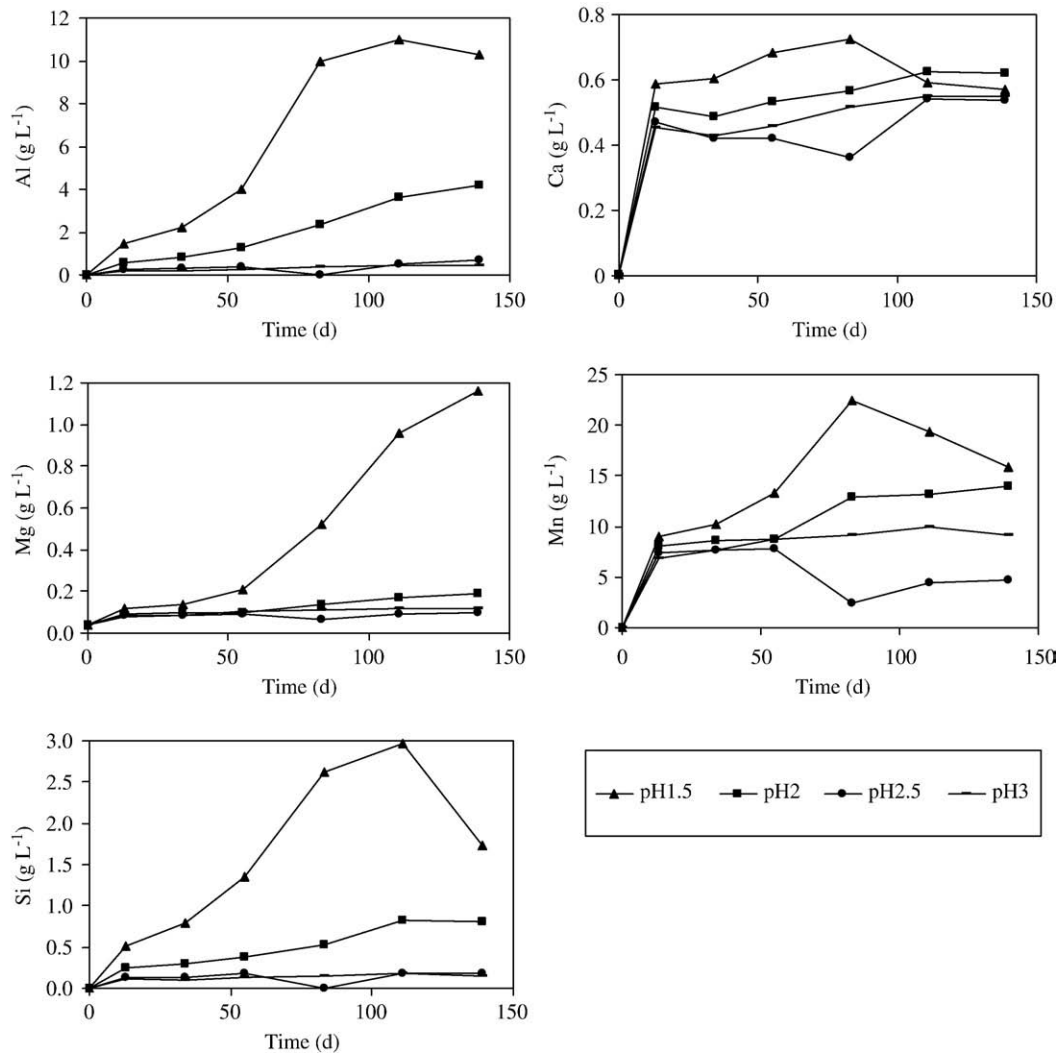 12
10
8
6
4
2
0
Al (g L⁻¹)
0 50 100 150
Time (d)
0.8
0.6
0.4
0.2
0
Ca (g L⁻¹)
0 50 100 150
Time (d)
1.2
1.0
0.8
0.6
0.4
0.2
0.0
Mg (g L⁻¹)
0 50 100 150
Time (d)
25
20
15
10
5
0
Mn (g L⁻¹)
0 50 100 150
Time (d)
3.0
2.5
2.0
1.5
1.0
0.5
0.0
Si (g L⁻¹)
0 50 100 150
Time (d)
pH1.5 pH2 pH2.5 pH3